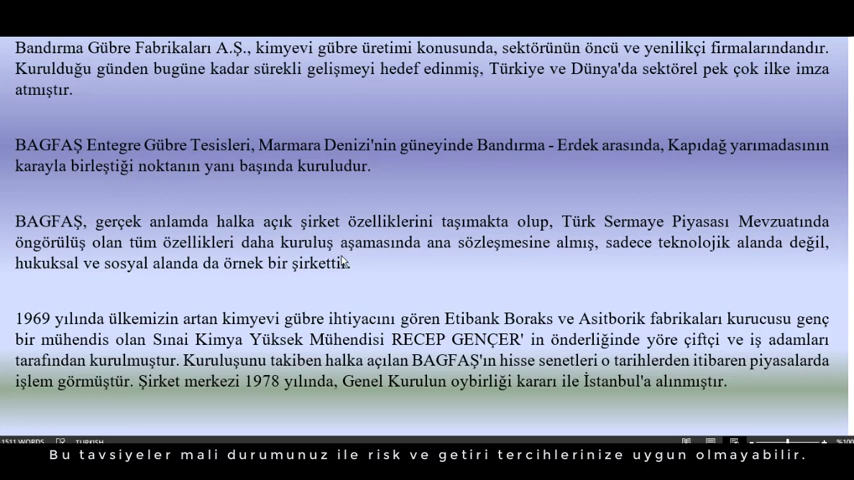 Bandırma Gübre Fabrikaları A.Ş., kimyevi gübre üretimi konusunda, sektörünün öncü ve yenilikçi firmalarındandır.
Kurulduğu günden bugüne kadar sürekli gelişmeyi hedef edinmiş, Türkiye ve Dünya'da sektörel pek çok ilke imza
atmıştır.
BAGFAŞ Entegre Gübre Tesisleri, Marmara Denizi'nin güneyinde Bandırma - Erdek arasında, Kapıdağ yarımadasının
karayla birleştiği noktanın yanı başında kuruludur.
BAGFAŞ, gerçek anlamda halka açık şirket özelliklerini taşımakta olup, Türk Sermaye Piyasası Mevzuatında
öngörülüş olan tüm özellikleri daha kuruluş aşamasında ana sözleşmesine almış, sadece teknolojik alanda değil,
hukuksal ve sosyal alanda da örnek bir şirkettir.
1969 yılında ülkemizin artan kimyevi gübre ihtiyacını gören Etibank Boraks ve Asitborik fabrikaları kurucusu genç
bir mühendis olan Sınai Kimya Yüksek Mühendisi RECEP GENÇER' in önderliğinde yöre çiftçi ve iş adamları
tarafından kurulmuştur. Kuruluşunu takiben halka açılan BAGFAŞ'ın hisse senetleri o tarihlerden itibaren piyasalarda
işlem görmüştür. Şirket merkezi 1978 yılında, Genel Kurulun oybirliği kararı ile İstanbul'a alınmıştır.
1511 WORDS TURKISH %100
Bu tavsiyeler mali durumunuz ile risk ve getiri tercihlerinize uygun olmayabilir.